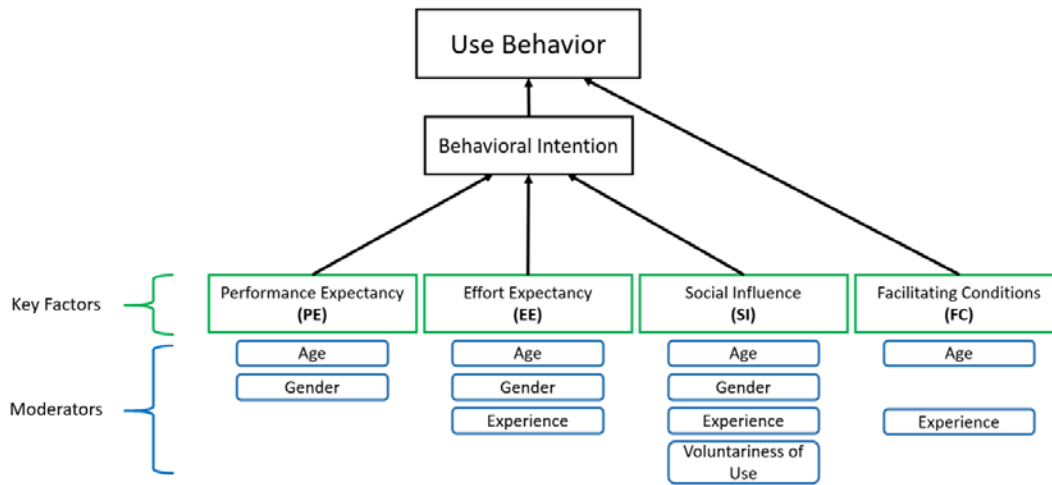 Use Behavior
Behavioral Intention
Key Factors
Performance Expectancy
(PE)
Effort Expectancy
(EE)
Social Influence
(SI)
Facilitating Conditions
(FC)
Moderators
Age
Age
Age
Age
Gender
Gender
Gender
Experience
Experience
Experience
Voluntariness of
Use